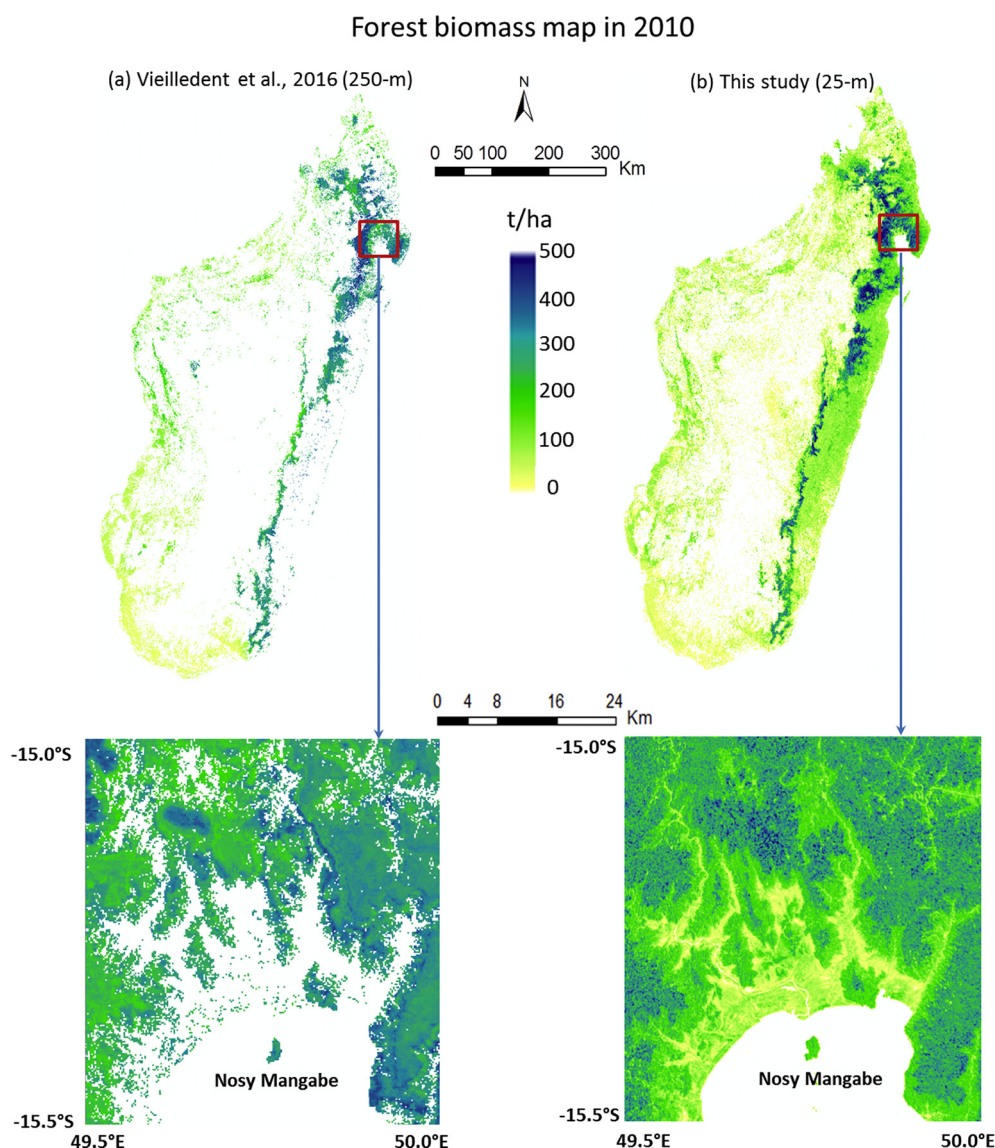 Forest biomass map in 2010
(a) Vieilledent et al., 2016 (250-m)
(b) This study (25-m)
N
0 50 100 200 300
Km
t/ha
500
400
300
200
100
0
0 4 8 16 24
Km
-15.0°S
-15.0°S
Nosy Mangabe
Nosy Mangabe
-15.5°S
-15.5°S
49.5°E
50.0°E
49.5°E
50.0°E